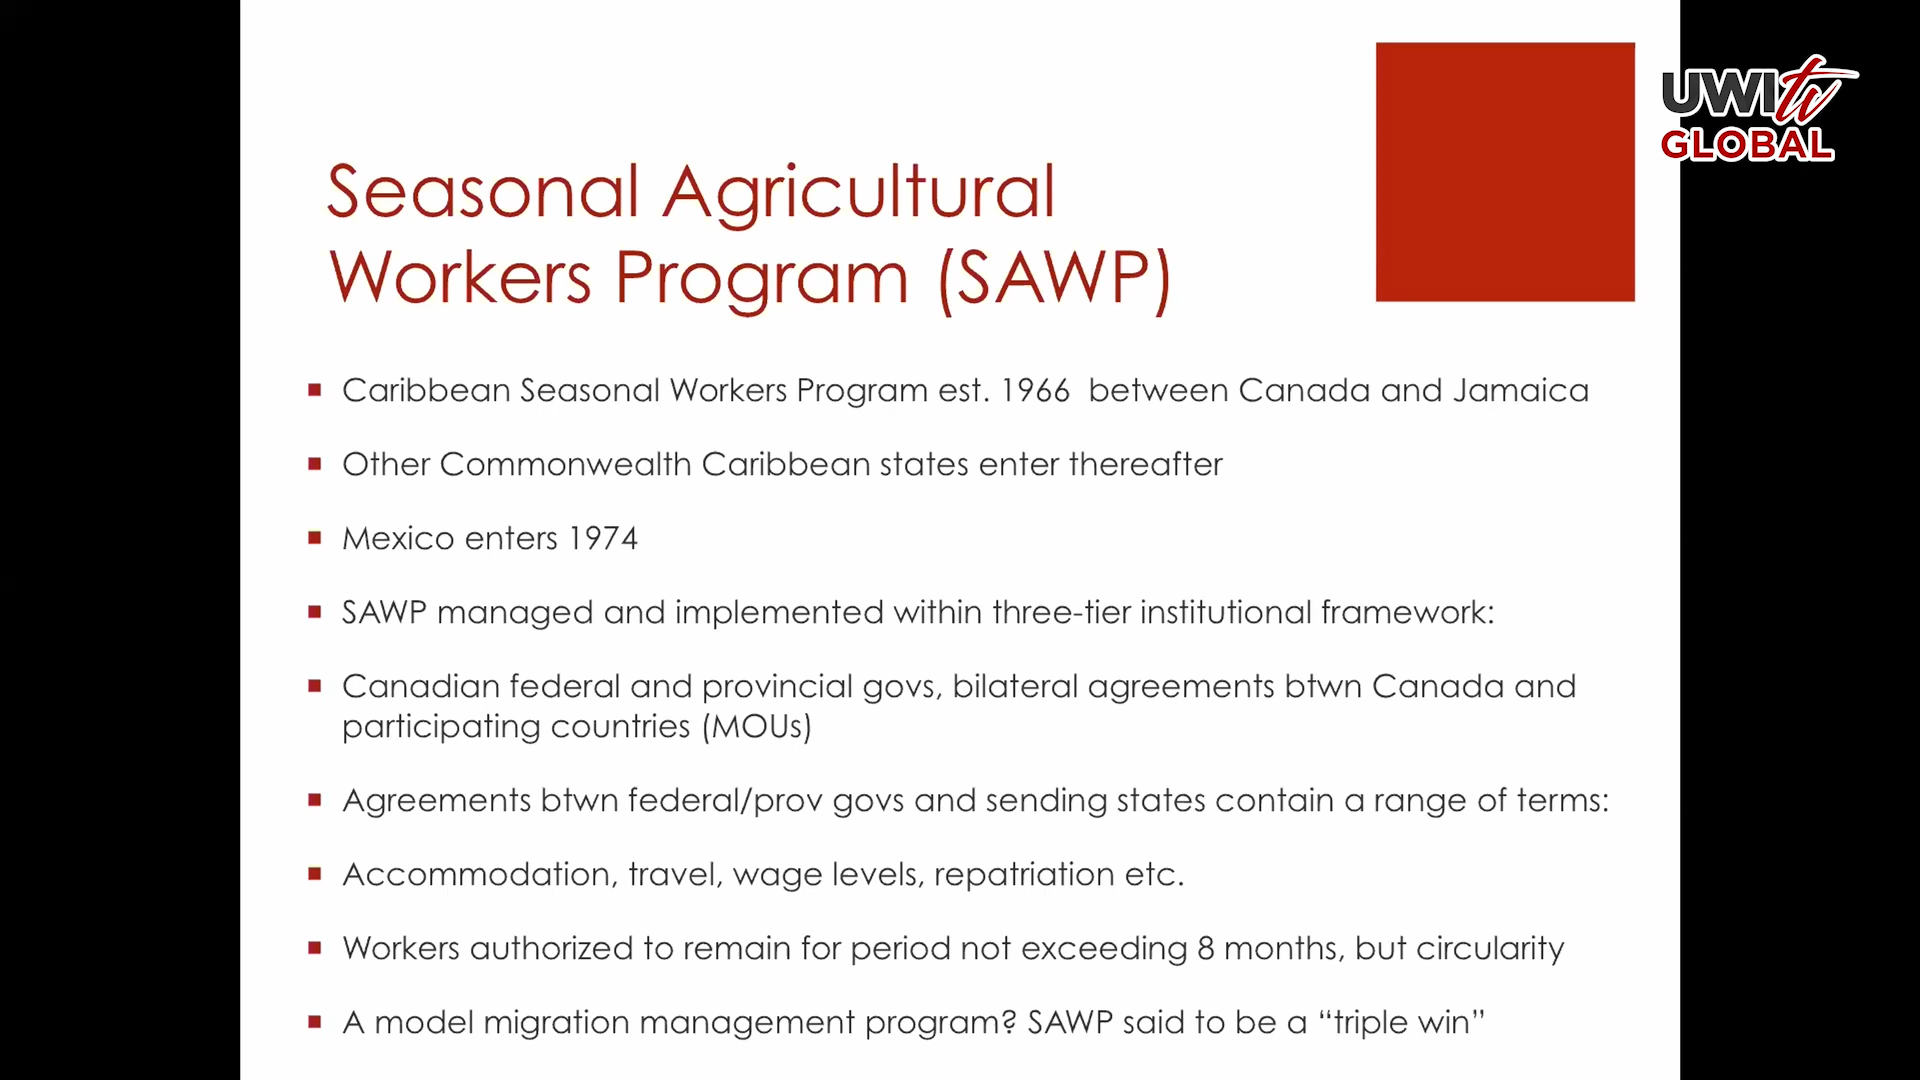 UWItv
GLOBAL
Seasonal Agricultural
Workers Program (SAWP)
▪ Caribbean Seasonal Workers Program est. 1966  between Canada and Jamaica
▪ Other Commonwealth Caribbean states enter thereafter
▪ Mexico enters 1974
▪ SAWP managed and implemented within three-tier institutional framework:
▪ Canadian federal and provincial govs, bilateral agreements btwn Canada and
participating countries (MOUs)
▪ Agreements btwn federal/prov govs and sending states contain a range of terms:
▪ Accommodation, travel, wage levels, repatriation etc.
▪ Workers authorized to remain for period not exceeding 8 months, but circularity
▪ A model migration management program? SAWP said to be a “triple win”